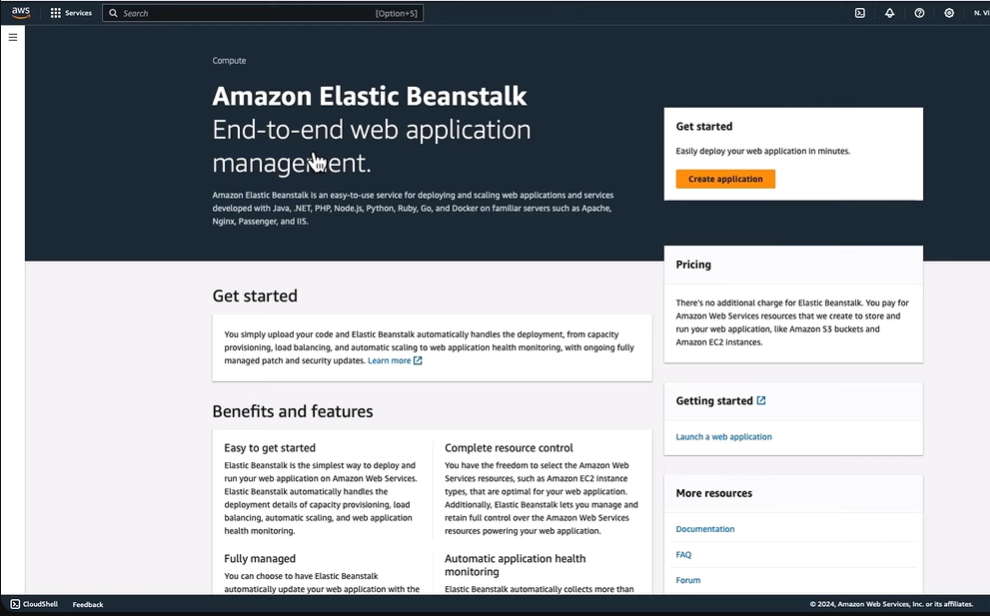 aws
Services
Search
[Option+S]
Compute
Amazon Elastic Beanstalk
End-to-end web application
management.
Amazon Elastic Beanstalk is an easy-to-use service for deploying and scaling web applications and services
developed with Java, .NET, PHP, Node.js, Python, Ruby, Go, and Docker on familiar servers such as Apache,
Nginx, Passenger, and IIS.
Get started
Easily deploy your web application in minutes.
Create application
Pricing
There's no additional charge for Elastic Beanstalk. You pay for
Amazon Web Services resources that we create to store and
run your web application, like Amazon S3 buckets and
Amazon EC2 instances.
Get started
You simply upload your code and Elastic Beanstalk automatically handles the deployment, from capacity
provisioning, load balancing, and automatic scaling to web application health monitoring, with ongoing fully
managed patch and security updates. Learn more
Getting started
Launch a web application
Benefits and features
Easy to get started
Elastic Beanstalk is the simplest way to deploy and
run your web application on Amazon Web Services.
Elastic Beanstalk automatically handles the
deployment details of capacity provisioning, load
balancing, automatic scaling, and web application
health monitoring.
Complete resource control
You have the freedom to select the Amazon Web
Services resources, such as Amazon EC2 instance
types, that are optimal for your web application.
Additionally, Elastic Beanstalk lets you manage and
retain full control over the Amazon Web Services
resources powering your web application.
Fully managed
You can choose to have Elastic Beanstalk
automatically update your web application with the
Automatic application health
monitoring
Elastic Beanstalk automatically collects more than
More resources
Documentation
FAQ
Forum
CloudShell
Feedback
© 2024, Amazon Web Services, Inc. or its affiliates.